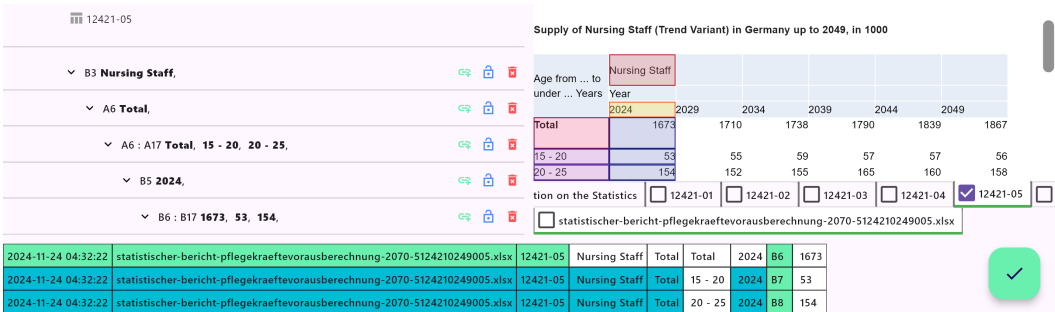 12421-05
B3 Nursing Staff,
A6 Total,
A6 : A17 Total, 15 - 20, 20 - 25,
B5 2024,
B6 : B17 1673, 53, 154,
Supply of Nursing Staff (Trend Variant) in Germany up to 2049, in 1000
Age from ... to
under ... Years
Nursing Staff
Year
2024 2029 2034 2039 2044 2049
Total 1673 1710 1738 1790 1839 1867
15 - 20 53 55 59 57 57 56
20 - 25 154 152 155 165 160 158
tion on the Statistics 12421-01 12421-02 12421-03 12421-04 12421-05
statistischer-bericht-pflegekraeftevorausberechnung-2070-5124210249005.xlsx
2024-11-24 04:32:22 statistischer-bericht-pflegekraeftevorausberechnung-2070-5124210249005.xlsx 12421-05 Nursing Staff Total Total 2024 B6 1673
2024-11-24 04:32:22 statistischer-bericht-pflegekraeftevorausberechnung-2070-5124210249005.xlsx 12421-05 Nursing Staff Total 15 - 20 2024 B7 53
2024-11-24 04:32:22 statistischer-bericht-pflegekraeftevorausberechnung-2070-5124210249005.xlsx 12421-05 Nursing Staff Total 20 - 25 2024 B8 154